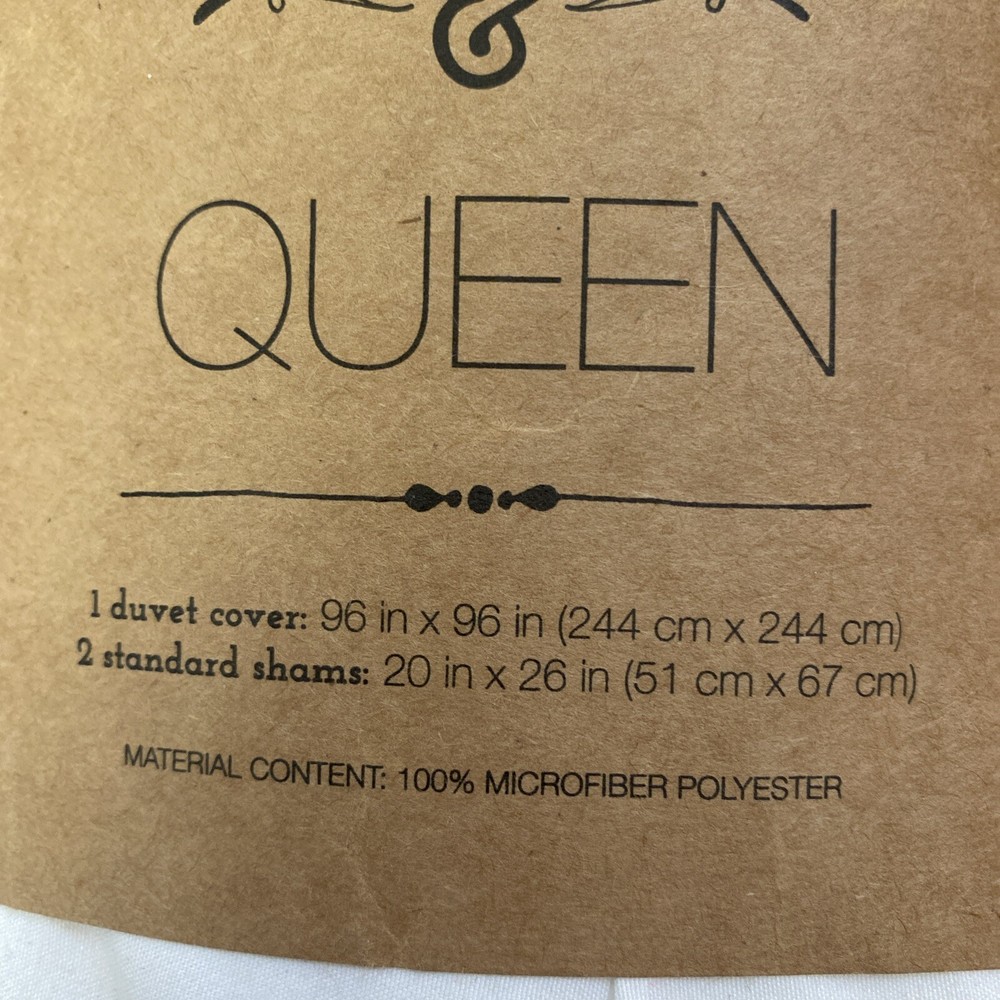 &
QUEEN
1 duvet cover: 96 in x 96 in (244 cm x 244 cm)
2 standard shams: 20 in x 26 in (51 cm x 67 cm)
MATERIAL CONTENT: 100% MICROFIBER POLYESTER